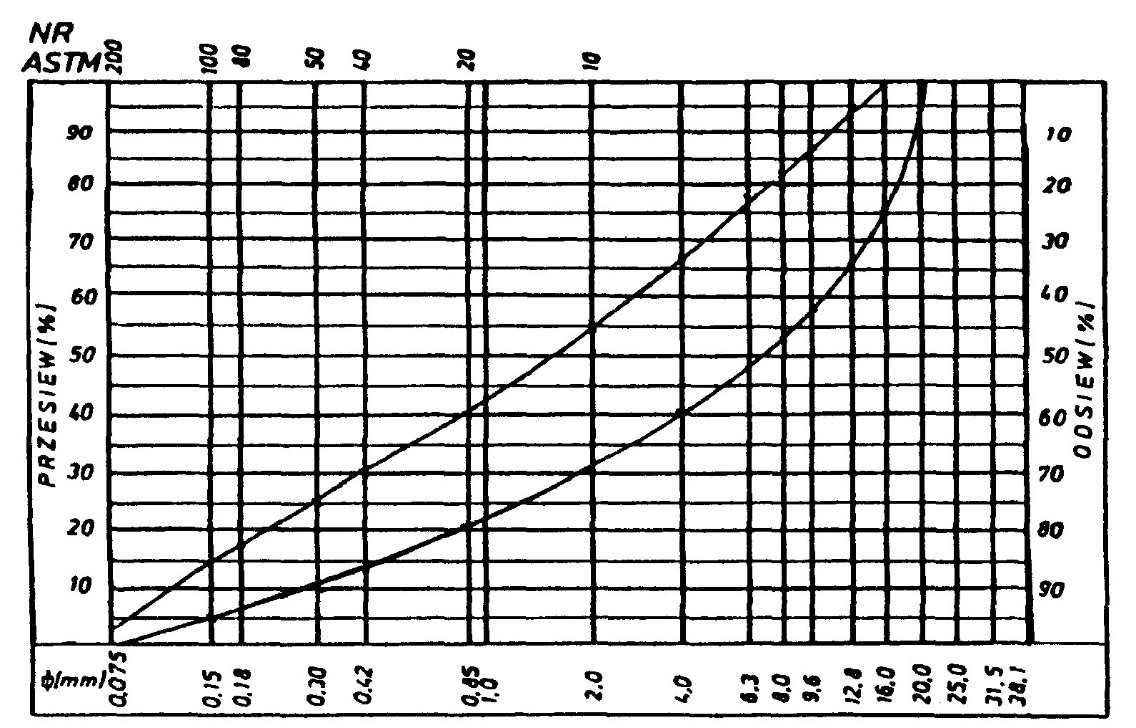 NR
ASTM 200 100 80 50 40 20 10
90 10
80 20
70 30
60 40
50 50
40 60
30 70
20 80
10 90
PRZESIEW (%)
ODSIEW (%)
ϕ(mm) 0.075 0.15 0.18 0.30 0.42 0.85 1,0 2.0 4,0 6.3 8.0 9,6 12.8 16.0 20,0 25,0 31,5 38.1